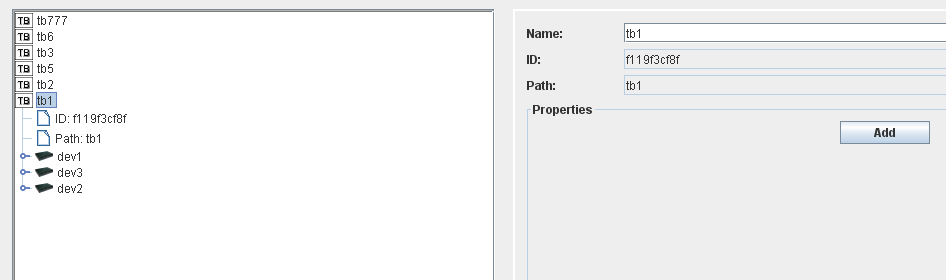 TB tb777
TB tb6
TB tb3
TB tb5
TB tb2
TB tb1
ID: f119f3cf8f
Path: tb1
dev1
dev3
dev2
Name: tb1
ID: f119f3cf8f
Path: tb1
Properties
Add